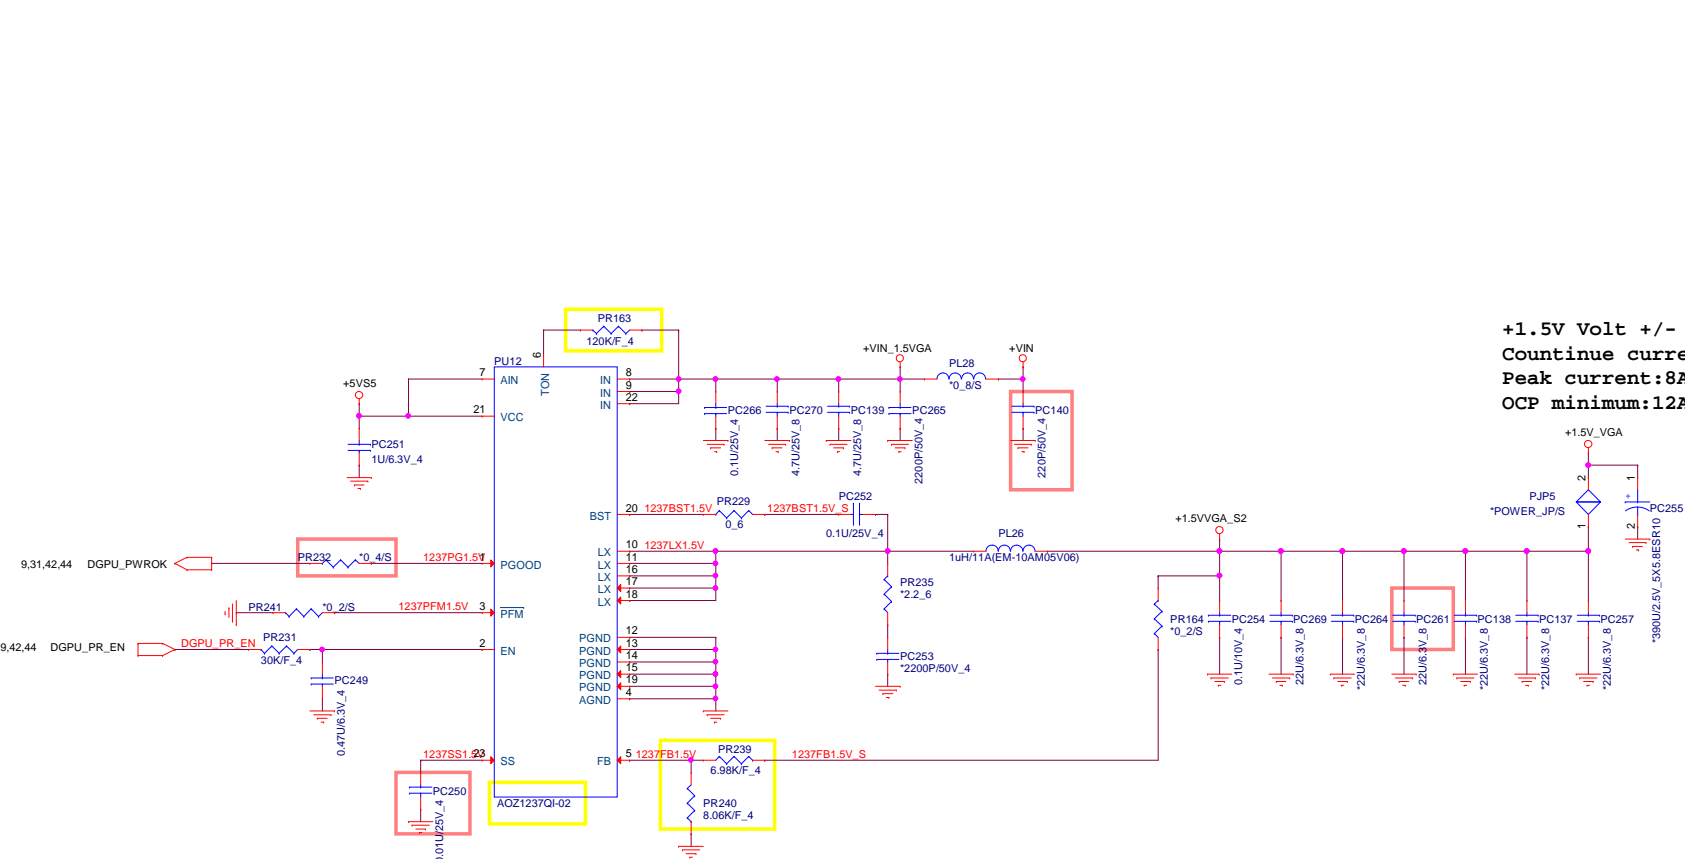 +1.5V Volt +/-
Countinue curre
Peak current:8A
OCP minimum:12A
PR163
120K/F_4
PU12
6
TON
7
AIN
21
VCC
+5VS5
PC251
1U/6.3V_4
IN
8
IN
9
IN
22
+VIN_1.5VGA
PL28
*0_8/S
+VIN
PC266
0.1U/25V_4
PC270
4.7U/25V_8
PC139
4.7U/25V_8
PC265
2200P/50V_4
PC140
220P/50V_4
+1.5V_VGA
PJP5
*POWER_JP/S
2
1
1
+
2
PC255
*390U/2.5V_5X5.8ESR10
BST
20
1237BST1.5V
PR229
0_6
1237BST1.5V_S
PC252
0.1U/25V_4
LX
10
1237LX1.5V
LX
11
LX
16
LX
17
LX
18
PL26
1uH/11A(EM-10AM05V06)
+1.5VVGA_S2
9,31,42,44
DGPU_PWROK
PR232
*0_4/S
1237PG1.5V
1
PGOOD
PR241
*0_2/S
1237PFM1.5V
3
PFM
9,42,44
DGPU_PR_EN
DGPU_PR_EN
PR231
30K/F_4
2
EN
PC249
0.47U/6.3V_4
PR235
*2.2_6
PC253
*2200P/50V_4
PGND
12
PGND
13
PGND
14
PGND
15
PGND
19
AGND
4
PR164
*0_2/S
PC254
0.1U/10V_4
PC269
22U/6.3V_8
PC264
*22U/6.3V_8
PC261
22U/6.3V_8
PC138
*22U/6.3V_8
PC137
*22U/6.3V_8
PC257
*22U/6.3V_8
1237SS1.5V
23
SS
PC250
0.01U/25V_4
FB
5
1237FB1.5V
PR239
6.98K/F_4
1237FB1.5V_S
PR240
8.06K/F_4
AOZ1237QI-02